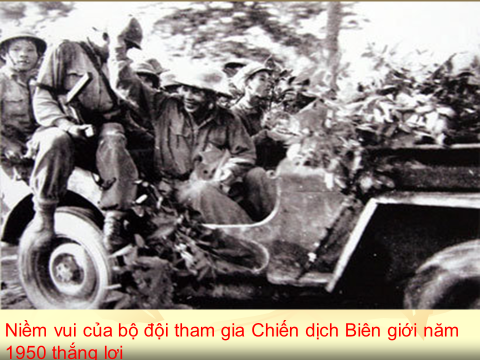 Niềm vui của bộ đội tham gia Chiến dịch Biên giới năm
1950 thắng lợi